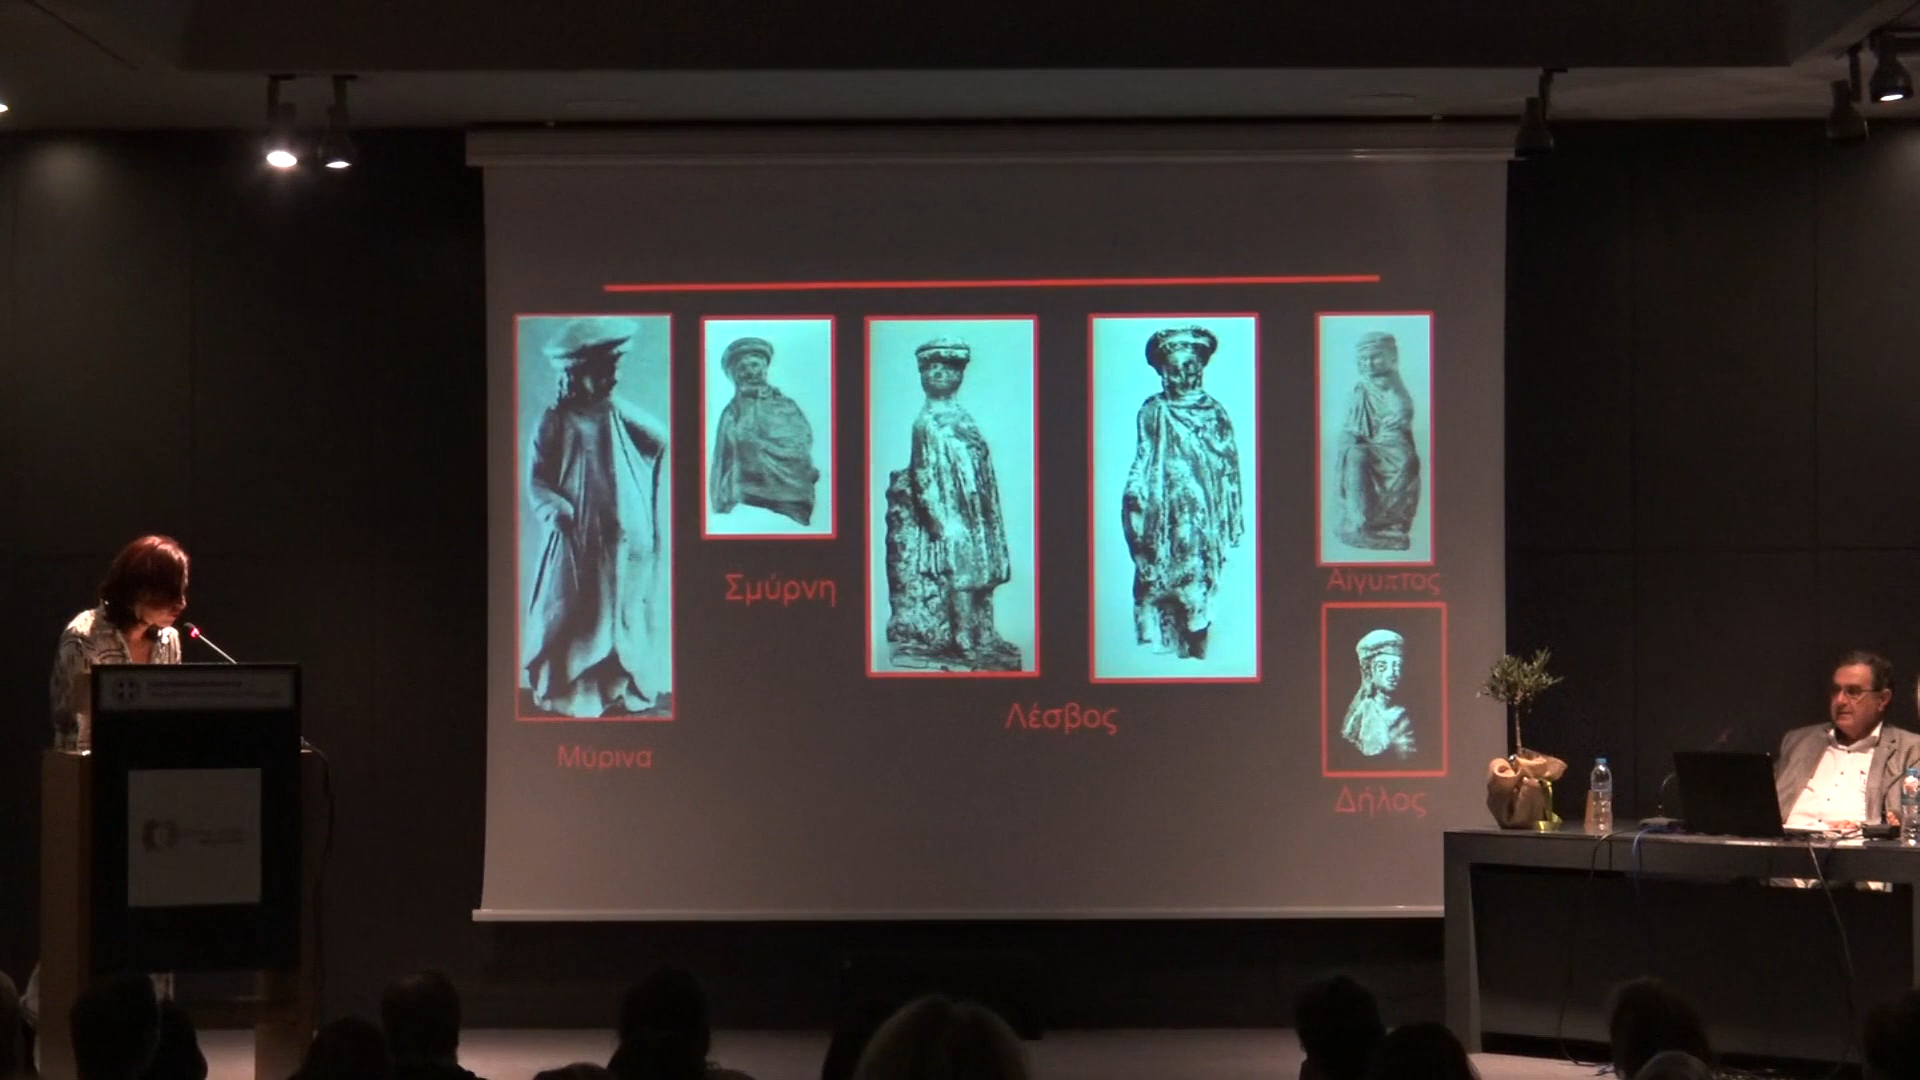 Σμύρνη
Αίγυπτος
Λέσβος
Μύρινα
Δήλος